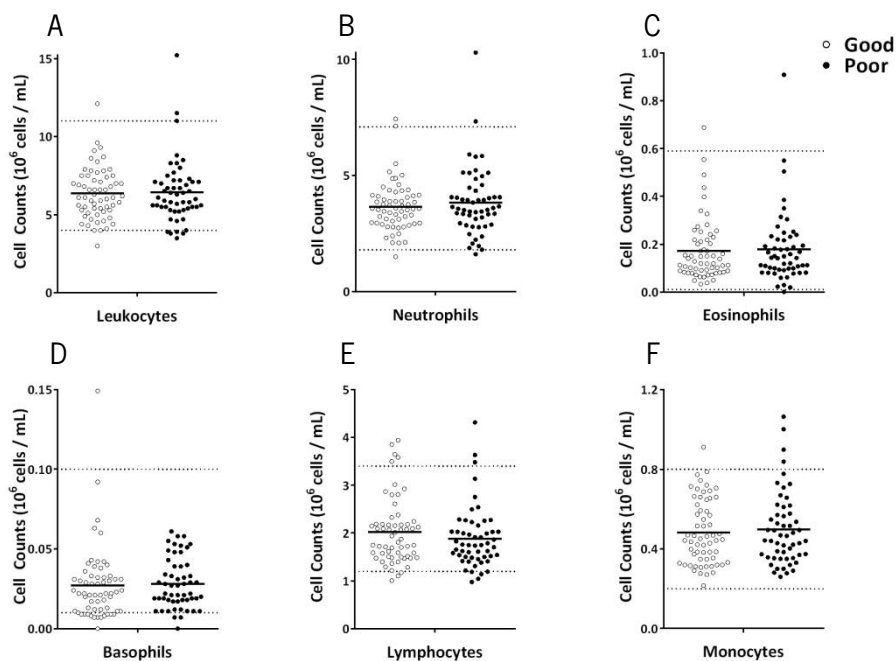 A
B
C
Good
Poor
Cell Counts (10⁶ cells / mL)
15
10
5
0
Leukocytes
Cell Counts (10⁶ cells / mL)
10
5
0
Neutrophils
Cell Counts (10⁶ cells / mL)
1.0
0.8
0.6
0.4
0.2
0.0
Eosinophils
D
E
F
Cell Counts (10⁶ cells / mL)
0.15
0.10
0.05
0.00
Basophils
Cell Counts (10⁶ cells / mL)
5
4
3
2
1
0
Lymphocytes
Cell Counts (10⁶ cells / mL)
1.2
0.8
0.4
0.0
Monocytes